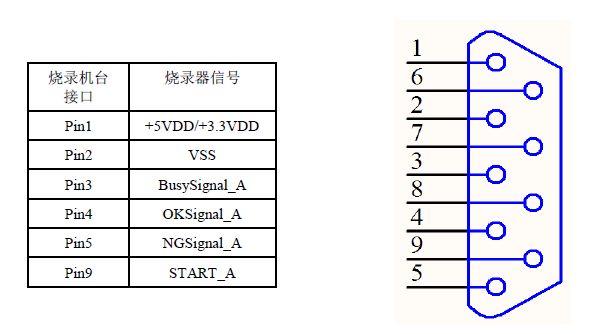 烧录机台 烧录器信号
接口
Pin1 +5VDD/+3.3VDD
Pin2 VSS
Pin3 BusySignal_A
Pin4 OKSignal_A
Pin5 NGSignal_A
Pin9 START_A
1
6
2
7
3
8
4
9
5